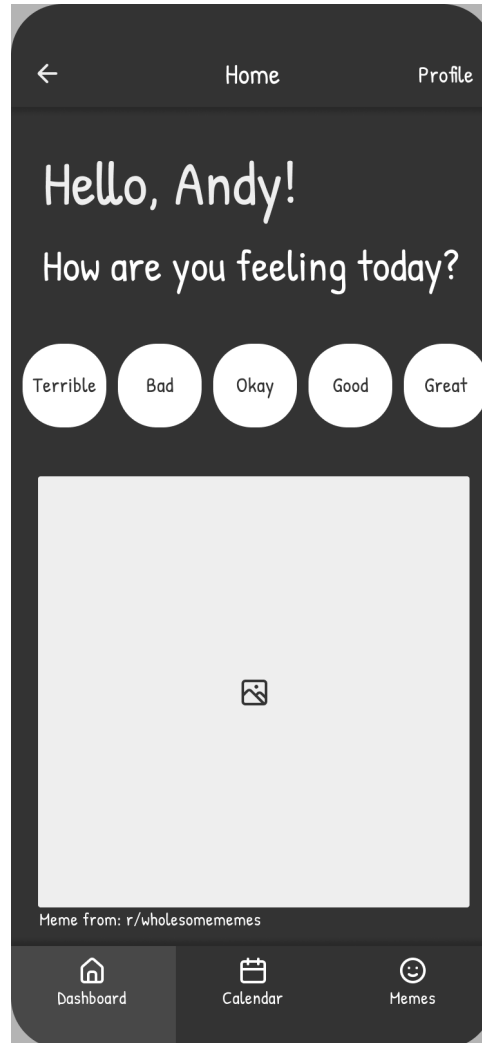 Home
Profile
Hello, Andy!
How are you feeling today?
Terrible
Bad
Okay
Good
Great
Meme from: r/wholesomememes
Dashboard
Calendar
Memes